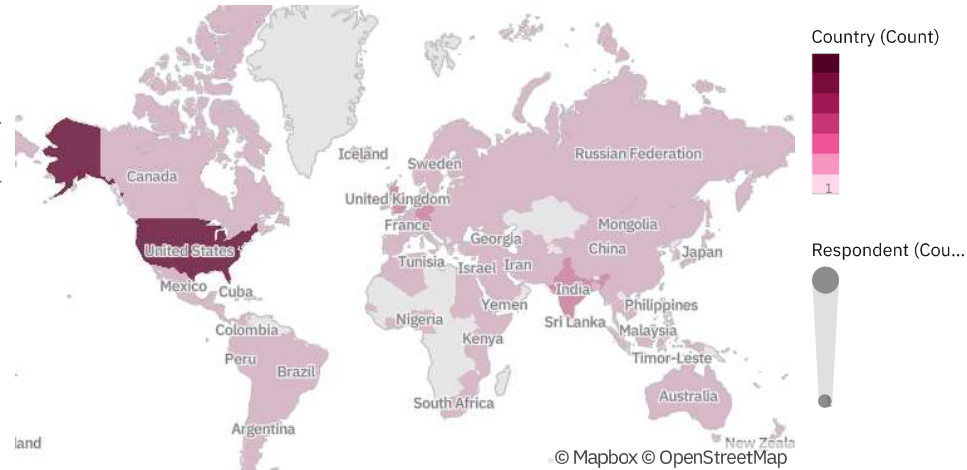 Country (Count)
1
Respondent (Cou...
Iceland
Sweden
Russian Federation
Canada
United Kingdom
France
Georgia
Mongolia
China
Japan
United States
Tunisia
Israel
Iran
Mexico
Cuba
India
Yemen
Philippines
Nigeria
Sri Lanka
Colombia
Kenya
Malaysia
Peru
Brazil
Timor-Leste
South Africa
Australia
Argentina
land
New Zeala
© Mapbox © OpenStreetMap